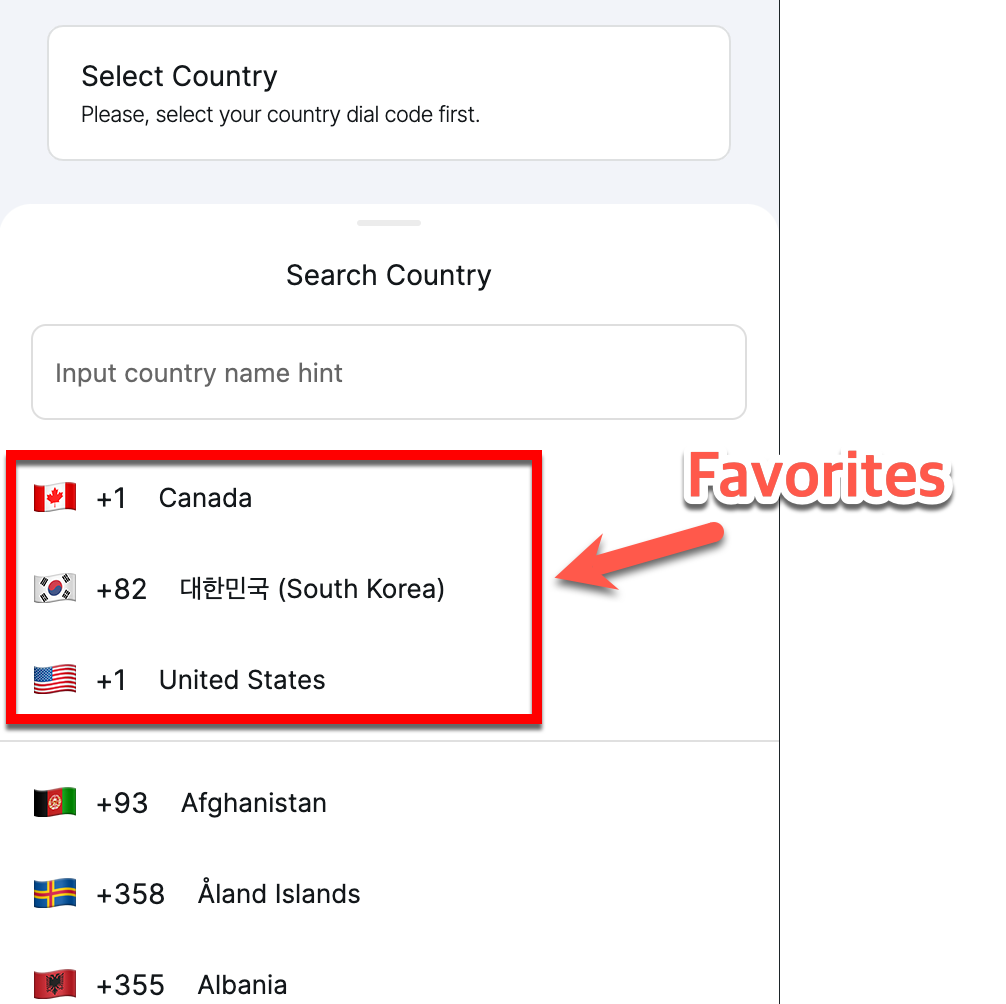 Select Country
Please, select your country dial code first.
Search Country
Input country name hint
+1 Canada
Favorites
+82 대한민국 (South Korea)
+1 United States
+93 Afghanistan
+358 Åland Islands
+355 Albania